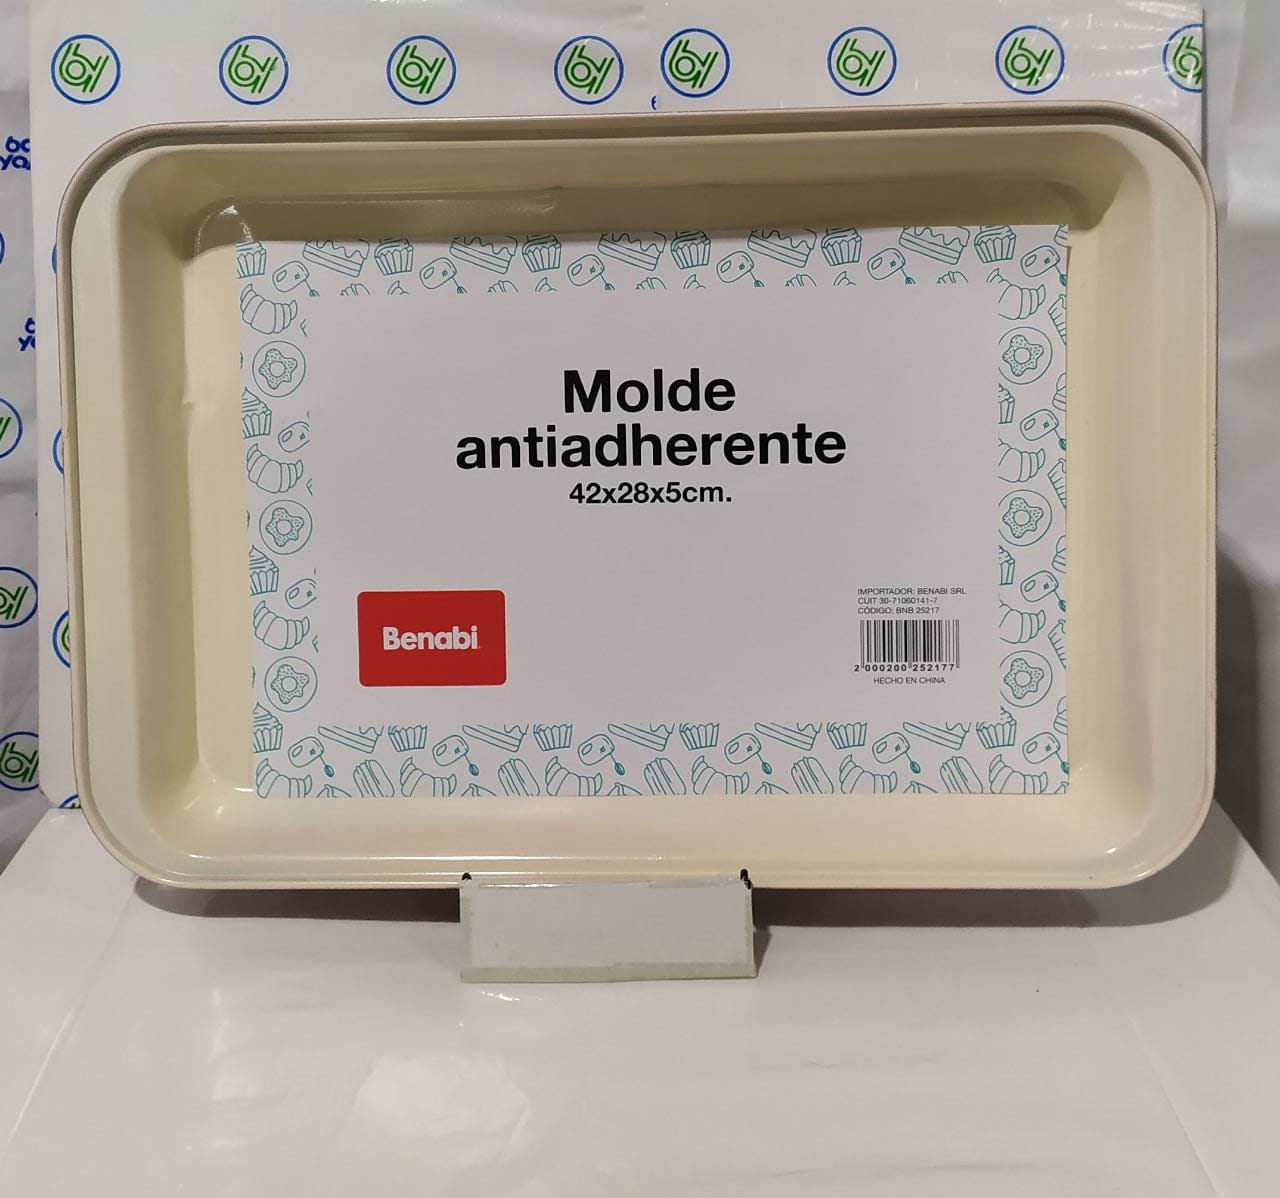 Molde
antiadherente
42x28x5cm.
Benabi
IMPORTADOR: BENABI SRL
CUIT 30-71060141-7
CÓDIGO: BNB 25217
2 000200 252177
HECHO EN CHINA